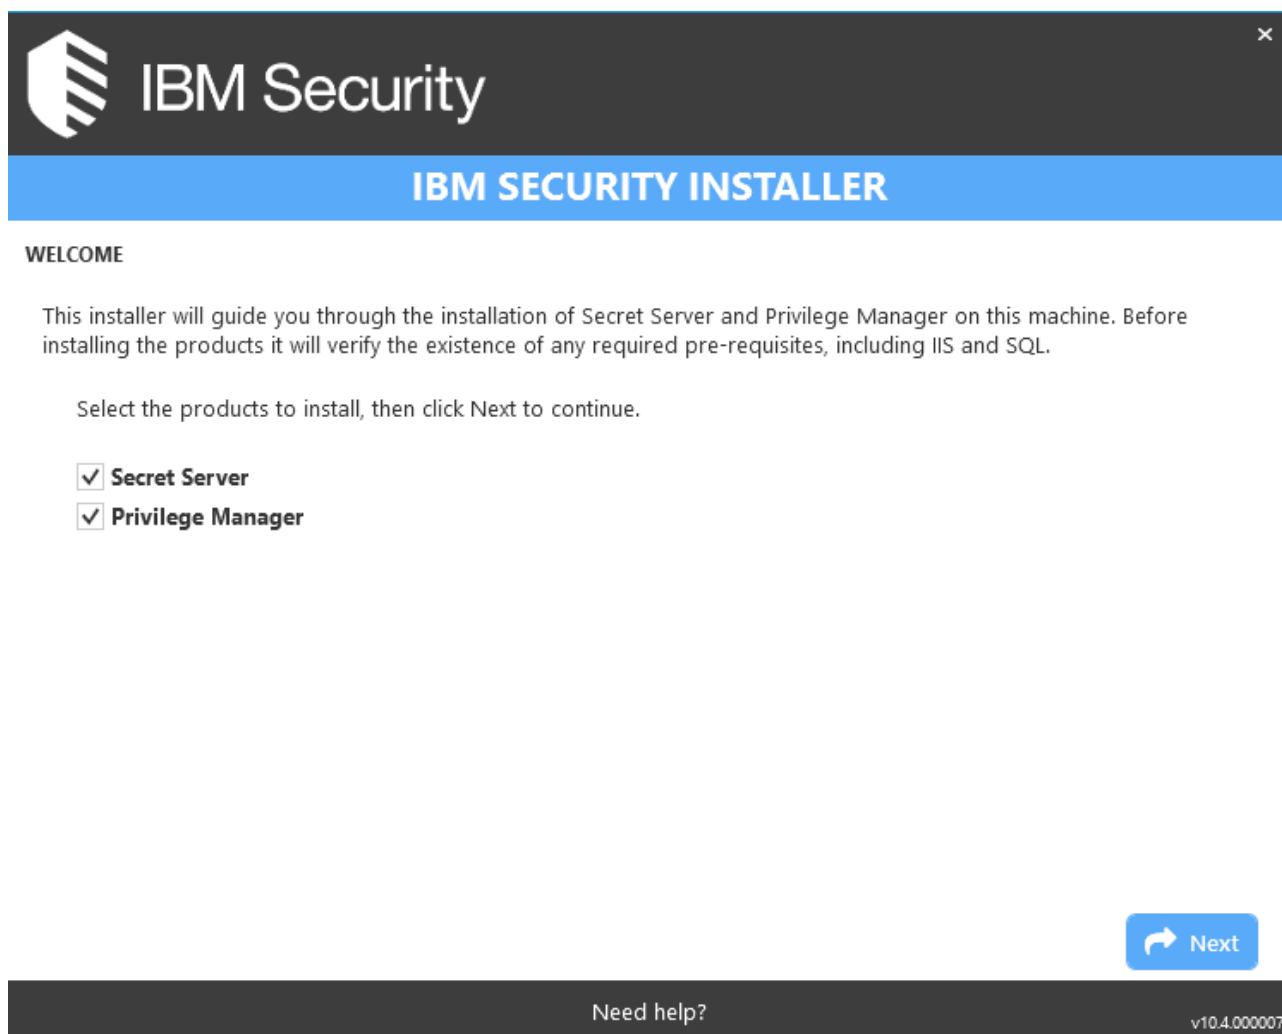 IBM Security
×
IBM SECURITY INSTALLER
WELCOME
This installer will guide you through the installation of Secret Server and Privilege Manager on this machine. Before
installing the products it will verify the existence of any required pre-requisites, including IIS and SQL.
Select the products to install, then click Next to continue.
Secret Server
Privilege Manager
Next
Need help?
v10.4.000007